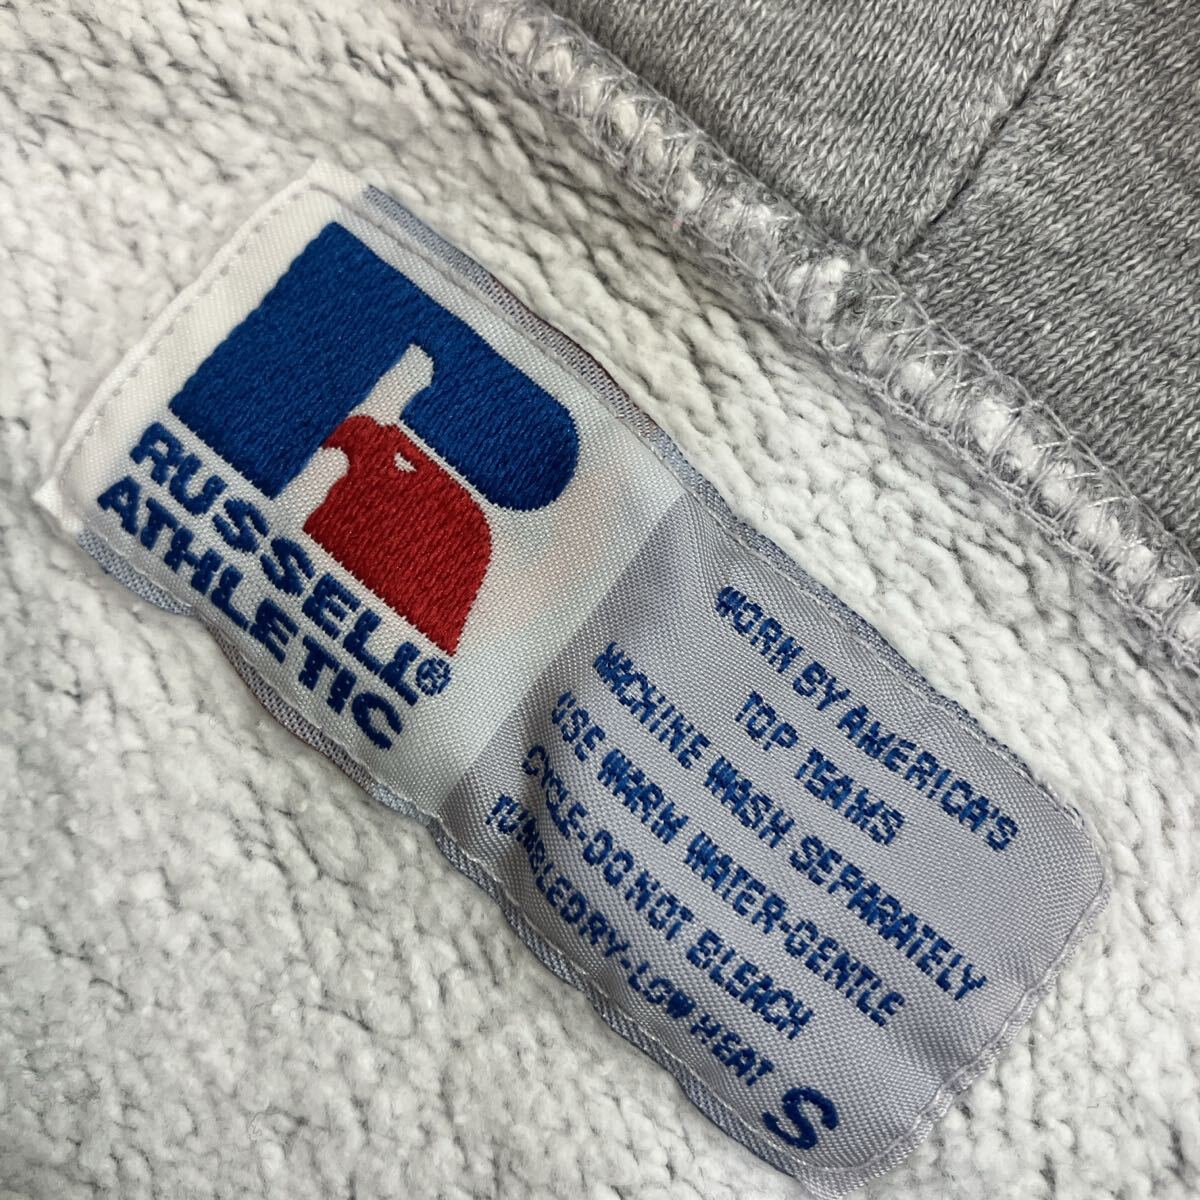 RUSSELL®
ATHLETIC
WORN BY AMERICA'S
TOP TEAMS
MACHINE WASH SEPARATELY
USE WARM WATER-GENTLE
CYCLE-DO NOT BLEACH
TUMBLE DRY-LOW HEAT S